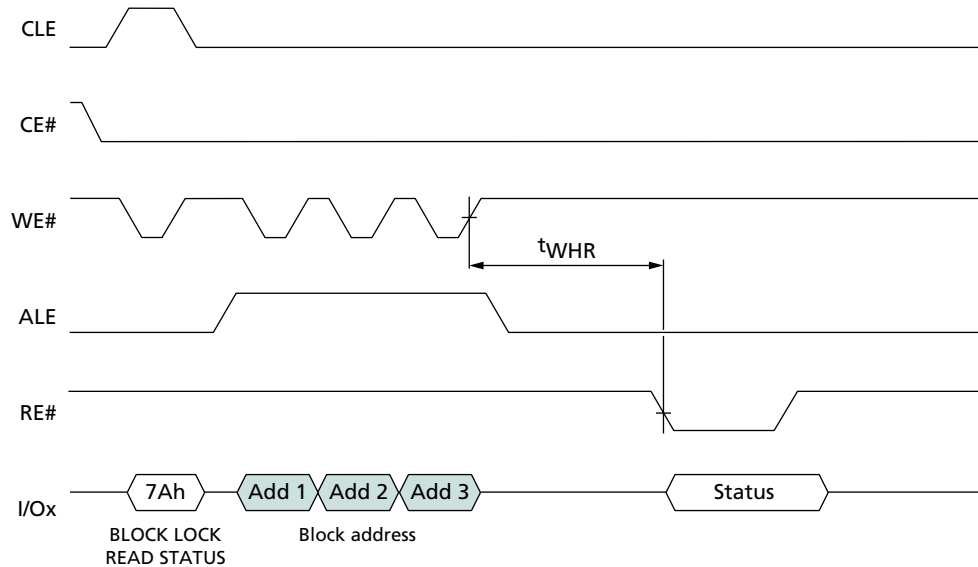 CLE
CE#
WE#
tWHR
ALE
RE#
I/Ox
7Ah
Add 1
Add 2
Add 3
Status
BLOCK LOCK
READ STATUS
Block address